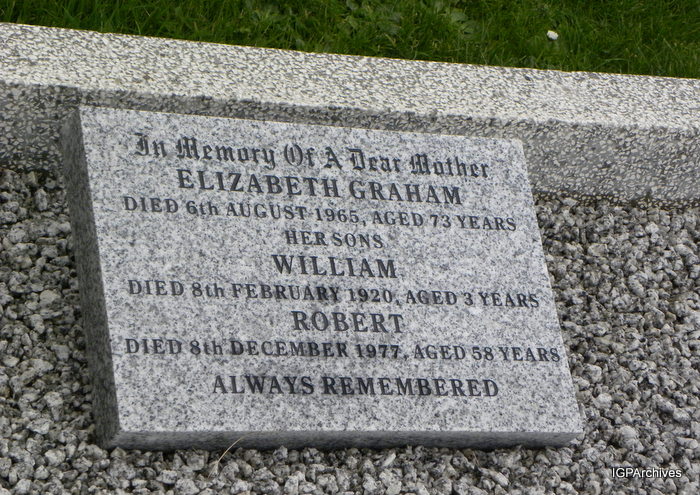 In Memory Of A Dear Mother
ELIZABETH GRAHAM
DIED 6th AUGUST 1965, AGED 73 YEARS
HER SONS
WILLIAM
DIED 8th FEBRUARY 1920, AGED 3 YEARS
ROBERT
DIED 8th DECEMBER 1977, AGED 58 YEARS
ALWAYS REMEMBERED
IGPArchives